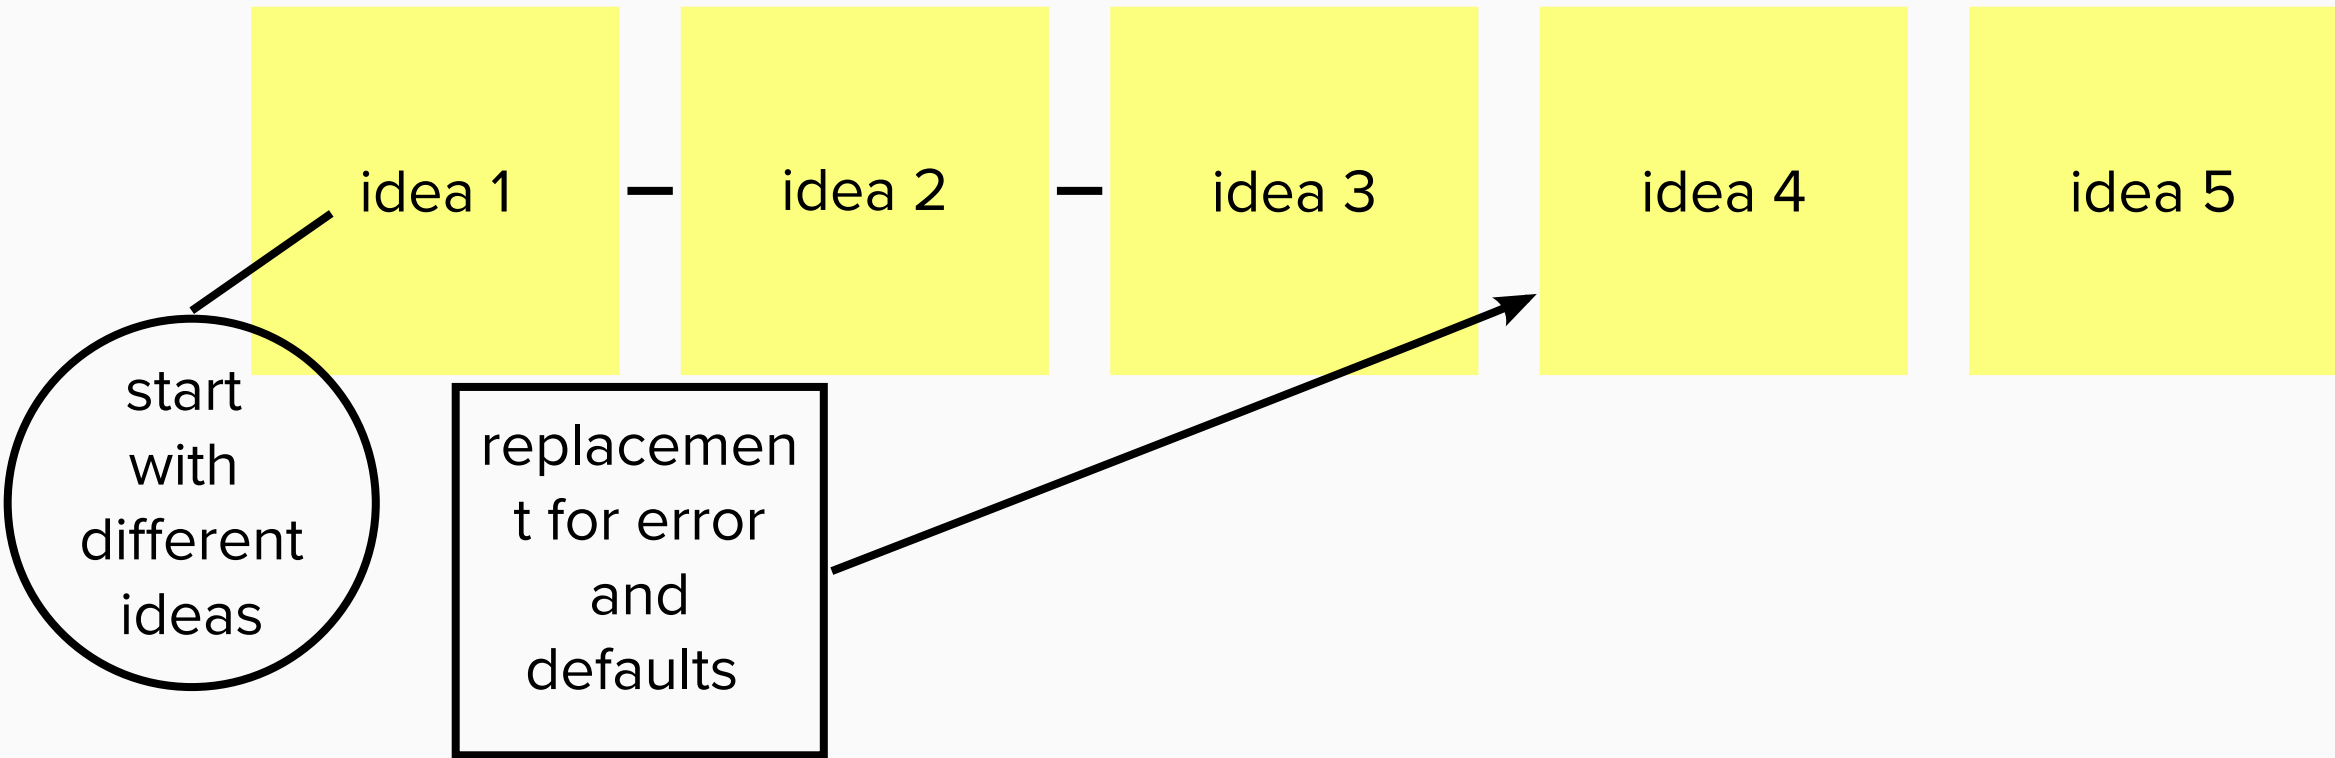 idea 1
idea 2
idea 3
idea 4
idea 5
start
with
different
ideas
replacemen
t for error
and
defaults